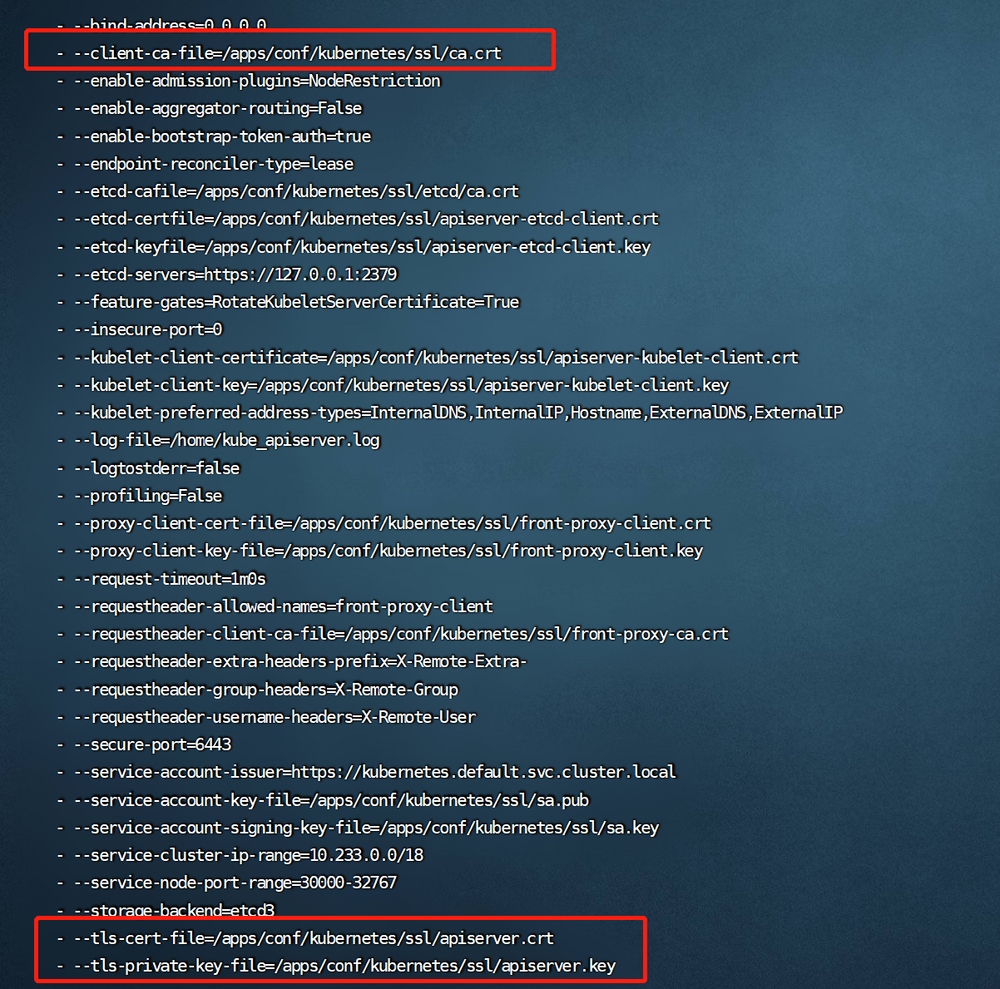 - --bind-address=0.0.0.0
- --client-ca-file=/apps/conf/kubernetes/ssl/ca.crt
- --enable-admission-plugins=NodeRestriction
- --enable-aggregator-routing=False
- --enable-bootstrap-token-auth=true
- --endpoint-reconciler-type=lease
- --etcd-cafile=/apps/conf/kubernetes/ssl/etcd/ca.crt
- --etcd-certfile=/apps/conf/kubernetes/ssl/apiserver-etcd-client.crt
- --etcd-keyfile=/apps/conf/kubernetes/ssl/apiserver-etcd-client.key
- --etcd-servers=https://127.0.0.1:2379
- --feature-gates=RotateKubeletServerCertificate=True
- --insecure-port=0
- --kubelet-client-certificate=/apps/conf/kubernetes/ssl/apiserver-kubelet-client.crt
- --kubelet-client-key=/apps/conf/kubernetes/ssl/apiserver-kubelet-client.key
- --kubelet-preferred-address-types=InternalDNS,InternalIP,Hostname,ExternalDNS,ExternalIP
- --log-file=/home/kube_apiserver.log
- --logtostderr=false
- --profiling=False
- --proxy-client-cert-file=/apps/conf/kubernetes/ssl/front-proxy-client.crt
- --proxy-client-key-file=/apps/conf/kubernetes/ssl/front-proxy-client.key
- --request-timeout=1m0s
- --requestheader-allowed-names=front-proxy-client
- --requestheader-client-ca-file=/apps/conf/kubernetes/ssl/front-proxy-ca.crt
- --requestheader-extra-headers-prefix=X-Remote-Extra-
- --requestheader-group-headers=X-Remote-Group
- --requestheader-username-headers=X-Remote-User
- --secure-port=6443
- --service-account-issuer=https://kubernetes.default.svc.cluster.local
- --service-account-key-file=/apps/conf/kubernetes/ssl/sa.pub
- --service-account-signing-key-file=/apps/conf/kubernetes/ssl/sa.key
- --service-cluster-ip-range=10.233.0.0/18
- --service-node-port-range=30000-32767
- --storage-backend=etcd3
- --tls-cert-file=/apps/conf/kubernetes/ssl/apiserver.crt
- --tls-private-key-file=/apps/conf/kubernetes/ssl/apiserver.key